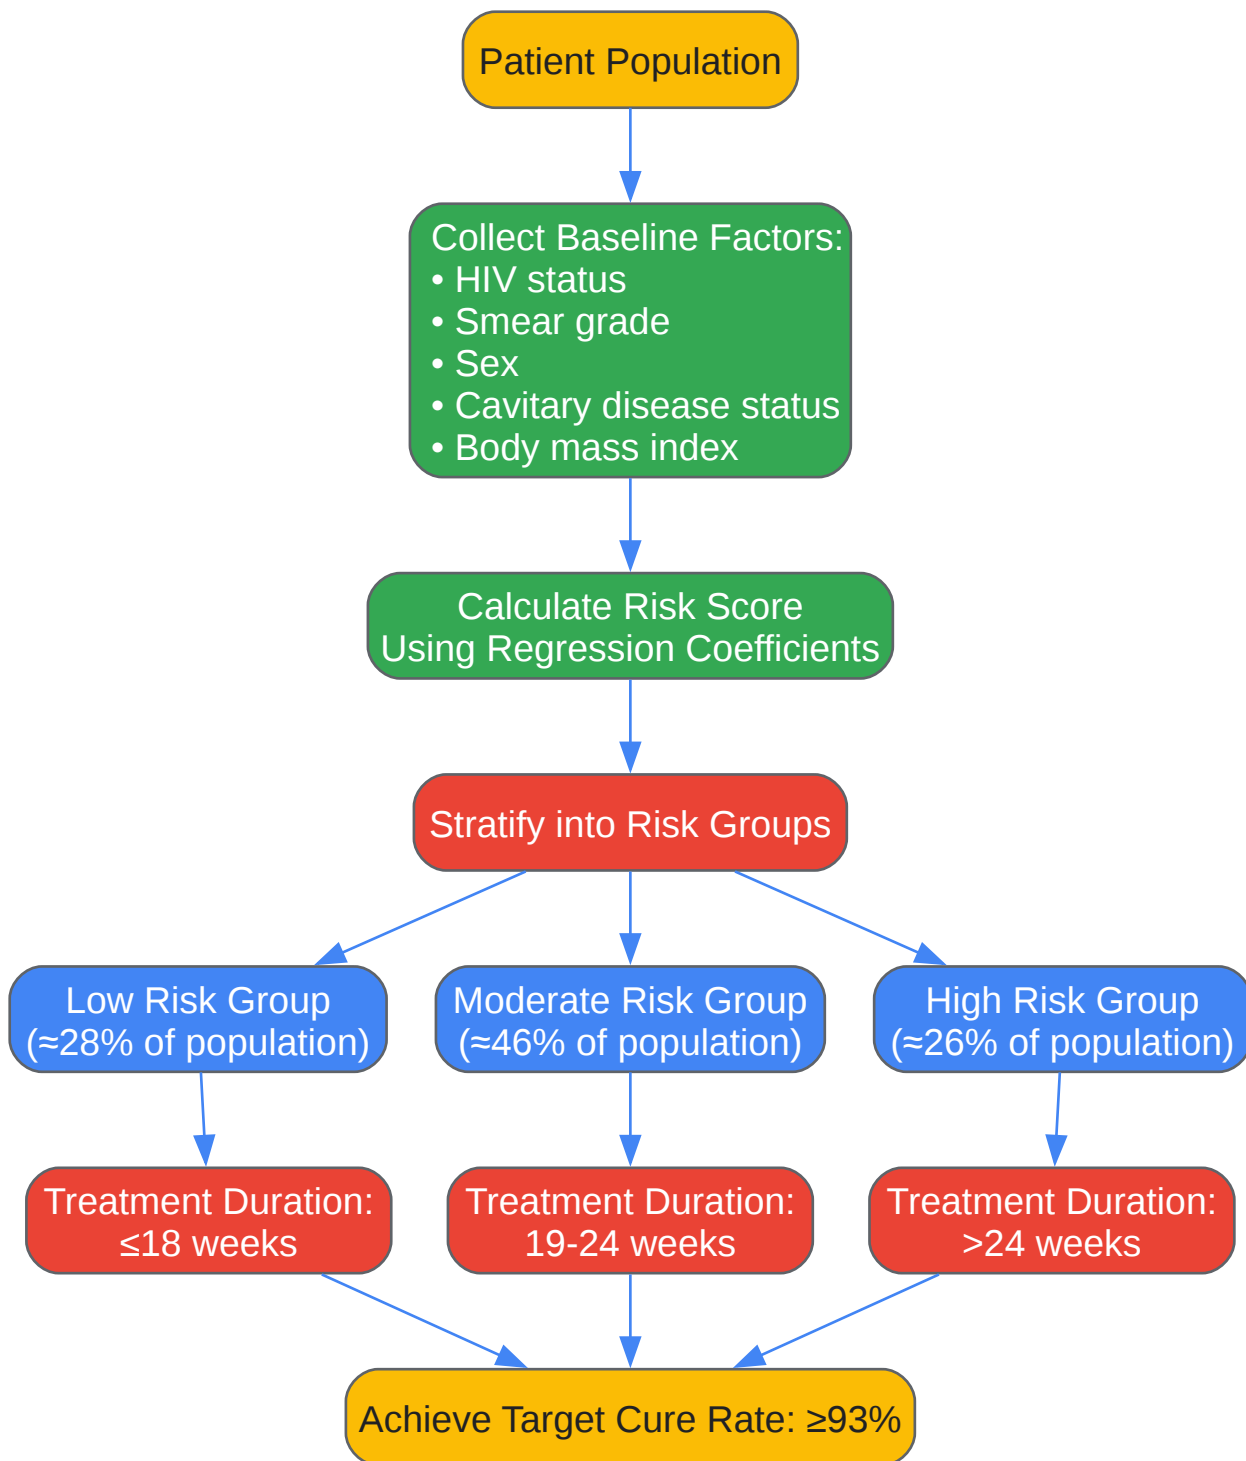 Patient Population
Collect Baseline Factors:
• HIV status
• Smear grade
• Sex
• Cavitary disease status
• Body mass index
Calculate Risk Score
Using Regression Coefficients
Stratify into Risk Groups
Low Risk Group
(≈28% of population)
Moderate Risk Group
(≈46% of population)
High Risk Group
(≈26% of population)
Treatment Duration:
≤18 weeks
Treatment Duration:
19-24 weeks
Treatment Duration:
>24 weeks
Achieve Target Cure Rate: ≥93%